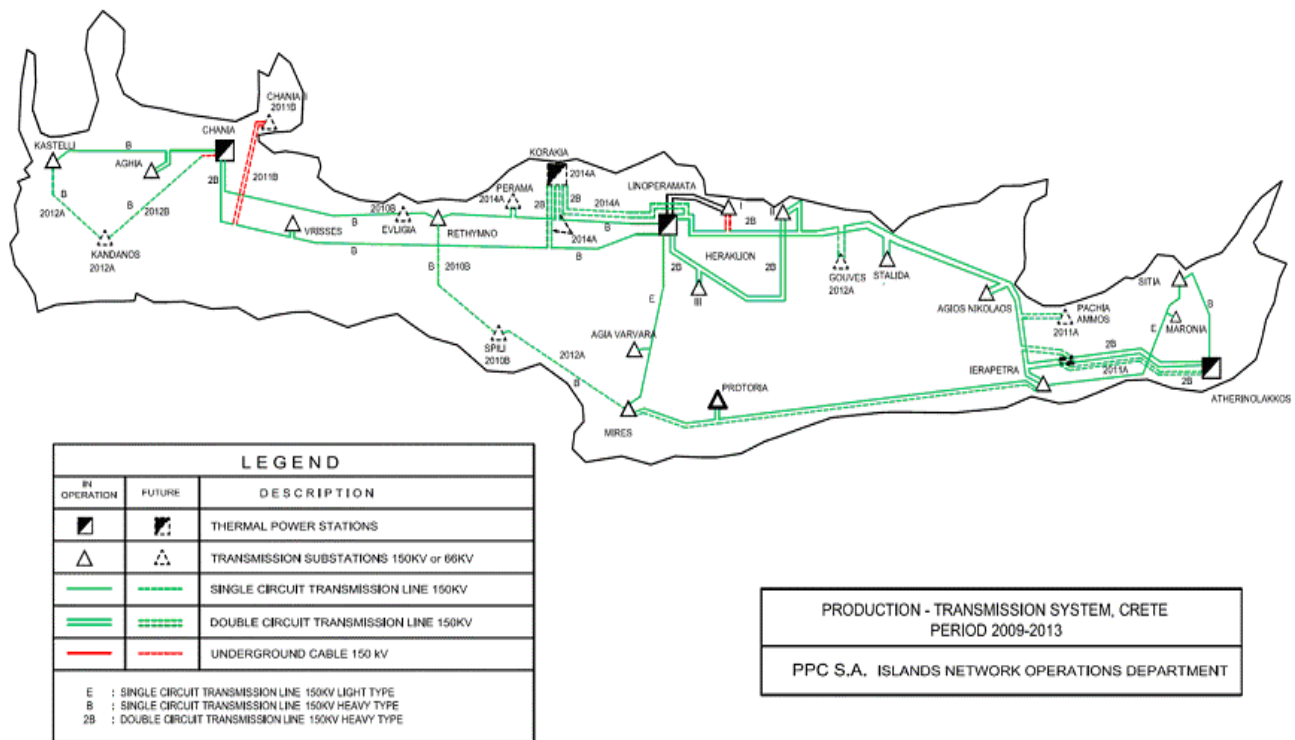 CHANIA II
2011B
CHANIA
KASTELLI
B
AGHIA
2B
2011B
B
2012A
B
2012B
KANDANOS
2012A
VRISSES
B
2010B
B
EVLIGIA
RETHYMNO
B
2010B
PERAMA
2014A
KORAKIA
2014A
2B
2B
2014A
B
2014A
B
LINOPERAMATA
I
2B
II
2B
HERAKLION
2B
III
GOUVES
2012A
STALIDA
E
AGIA VARVARA
SPILI
2010B
2012A
B
MIRES
PROTORIA
AGIOS NIKOLAOS
PACHIA
AMMOS
2011A
SITIA
B
E
MARONIA
2B
IERAPETRA
2011A
2B
ATHERINOLAKKOS
LEGEND
IN
OPERATION
FUTURE
DESCRIPTION
THERMAL POWER STATIONS
TRANSMISSION SUBSTATIONS 150KV or 66KV
SINGLE CIRCUIT TRANSMISSION LINE 150KV
DOUBLE CIRCUIT TRANSMISSION LINE 150KV
UNDERGROUND CABLE 150 kV
E : SINGLE CIRCUIT TRANSMISSION LINE 150KV LIGHT TYPE
B : SINGLE CIRCUIT TRANSMISSION LINE 150KV HEAVY TYPE
2B : DOUBLE CIRCUIT TRANSMISSION LINE 150KV HEAVY TYPE
PRODUCTION - TRANSMISSION SYSTEM, CRETE
PERIOD 2009-2013
PPC S.A. ISLANDS NETWORK OPERATIONS DEPARTMENT